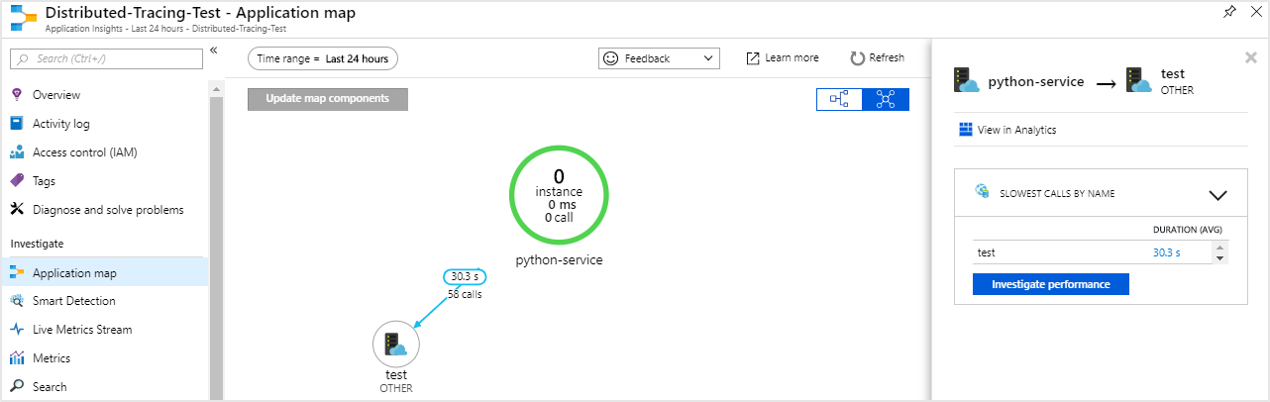 Distributed-Tracing-Test - Application map
Application Insights - Last 24 hours - Distributed-Tracing-Test
Search (Ctrl+/)
«
Overview
Activity log
Access control (IAM)
Tags
Diagnose and solve problems
Investigate
Application map
Smart Detection
Live Metrics Stream
Metrics
Search
Time range = Last 24 hours
Feedback
Learn more
Refresh
Update map components
0
instance
0 ms
0 call
python-service
30.3 s
58 calls
test
OTHER
python-service → test
OTHER
View in Analytics
SLOWEST CALLS BY NAME
DURATION (AVG)
test 30.3 s
Investigate performance